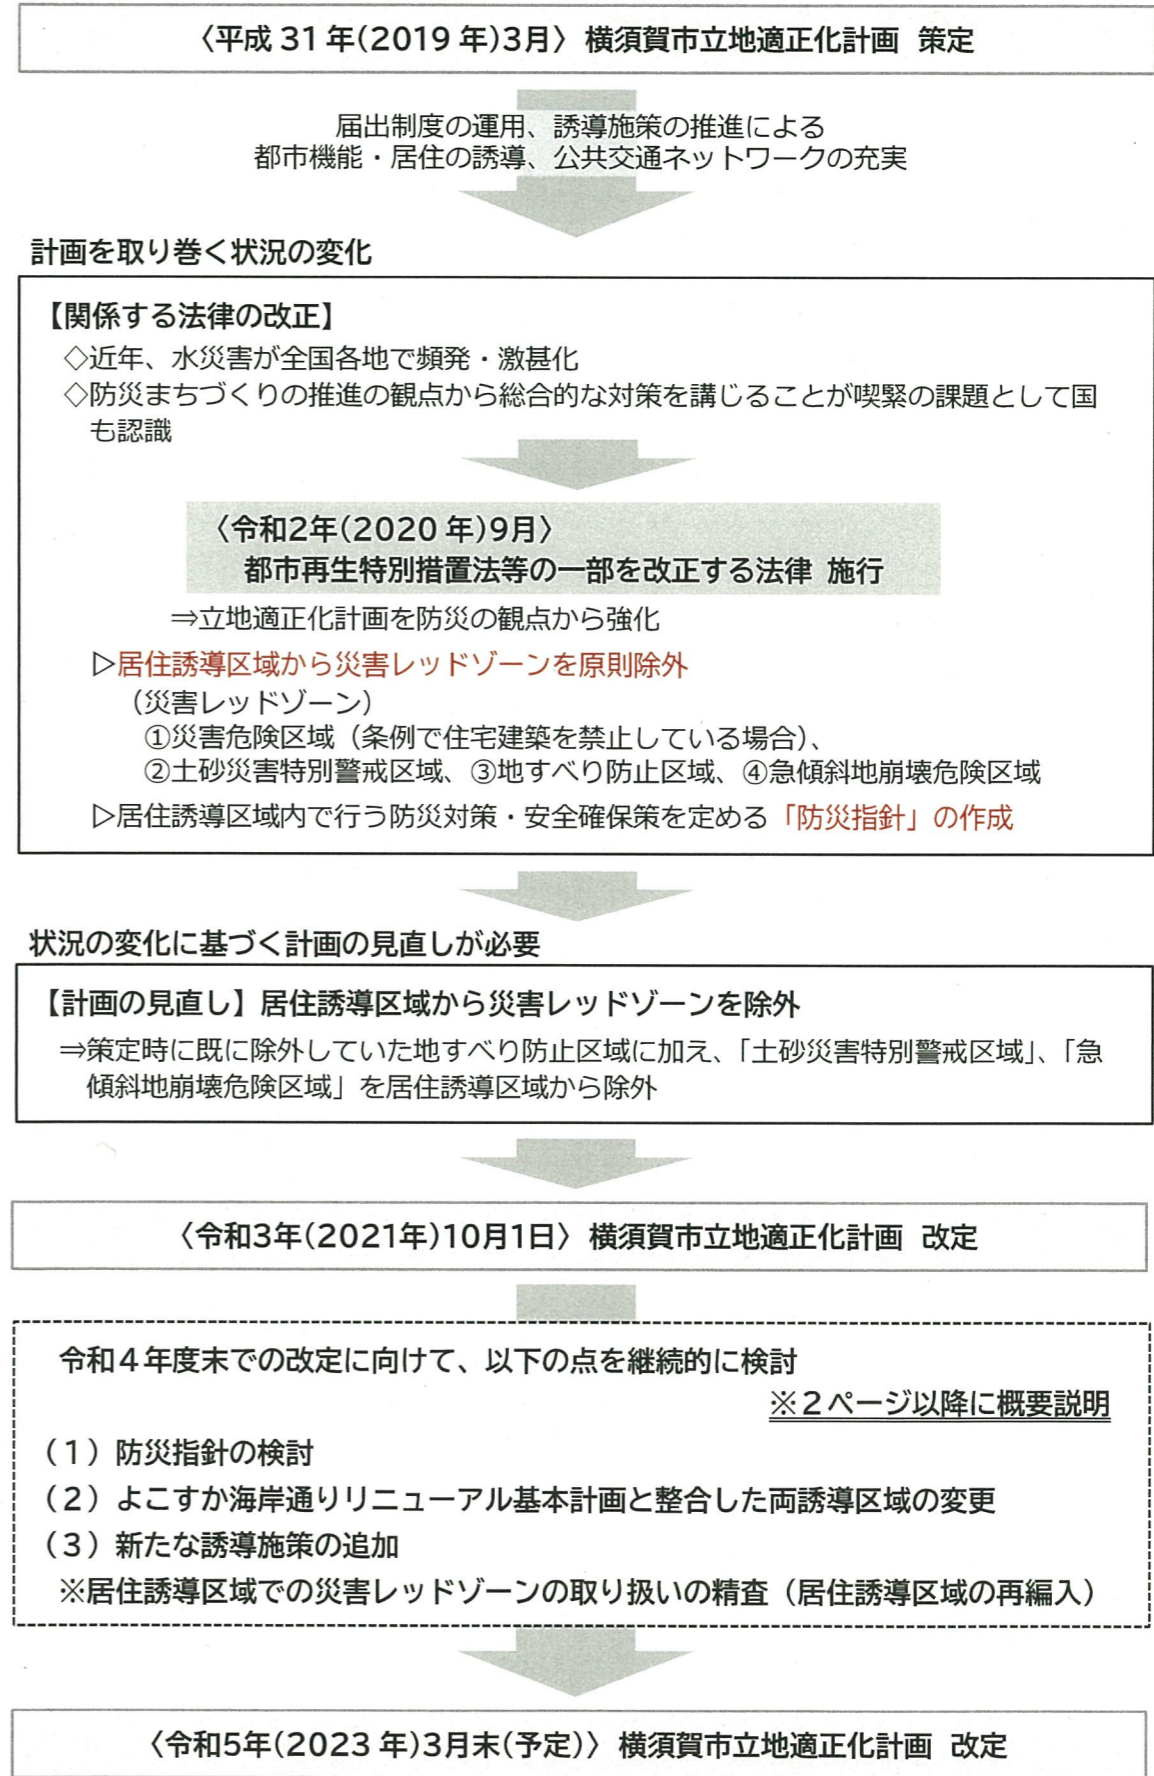 〈平成31年(2019年)3月〉横須賀市立地適正化計画 策定
届出制度の運用、誘導施策の推進による
都市機能・居住の誘導、公共交通ネットワークの充実
計画を取り巻く状況の変化
【関係する法律の改正】
◇近年、水災害が全国各地で頻発・激甚化
◇防災まちづくりの推進の観点から総合的な対策を講じることが喫緊の課題として国
も認識
〈令和2年(2020年)9月〉
都市再生特別措置法等の一部を改正する法律 施行
⇒立地適正化計画を防災の観点から強化
▷居住誘導区域から災害レッドゾーンを原則除外
（災害レッドゾーン）
①災害危険区域（条例で住宅建築を禁止している場合）、
②土砂災害特別警戒区域、③地すべり防止区域、④急傾斜地崩壊危険区域
▷居住誘導区域内で行う防災対策・安全確保策を定める「防災指針」の作成
状況の変化に基づく計画の見直しが必要
【計画の見直し】居住誘導区域から災害レッドゾーンを除外
⇒策定時に既に除外していた地すべり防止区域に加え、「土砂災害特別警戒区域」、「急
傾斜地崩壊危険区域」を居住誘導区域から除外
〈令和3年(2021年)10月1日〉横須賀市立地適正化計画 改定
令和４年度末での改定に向けて、以下の点を継続的に検討
※２ページ以降に概要説明
（１）防災指針の検討
（２）よこすか海岸通りリニューアル基本計画と整合した両誘導区域の変更
（３）新たな誘導施策の追加
※居住誘導区域での災害レッドゾーンの取り扱いの精査（居住誘導区域の再編入）
〈令和5年(2023年)3月末(予定)〉横須賀市立地適正化計画 改定